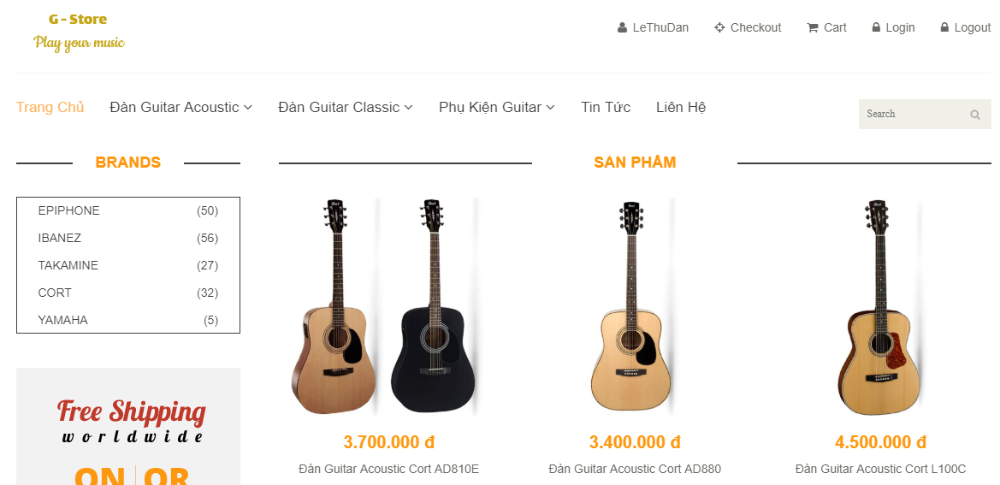 G - Store
Play your music
LeThuDan Checkout Cart Login Logout
Trang Chủ Đàn Guitar Acoustic Đàn Guitar Classic Phụ Kiện Guitar Tin Tức Liên Hệ
Search
BRANDS
EPIPHONE (50)
IBANEZ (56)
TAKAMINE (27)
CORT (32)
YAMAHA (5)
Free Shipping
worldwide
ON OR
SẢN PHẨM
3.700.000 đ
Đàn Guitar Acoustic Cort AD810E
3.400.000 đ
Đàn Guitar Acoustic Cort AD880
4.500.000 đ
Đàn Guitar Acoustic Cort L100C